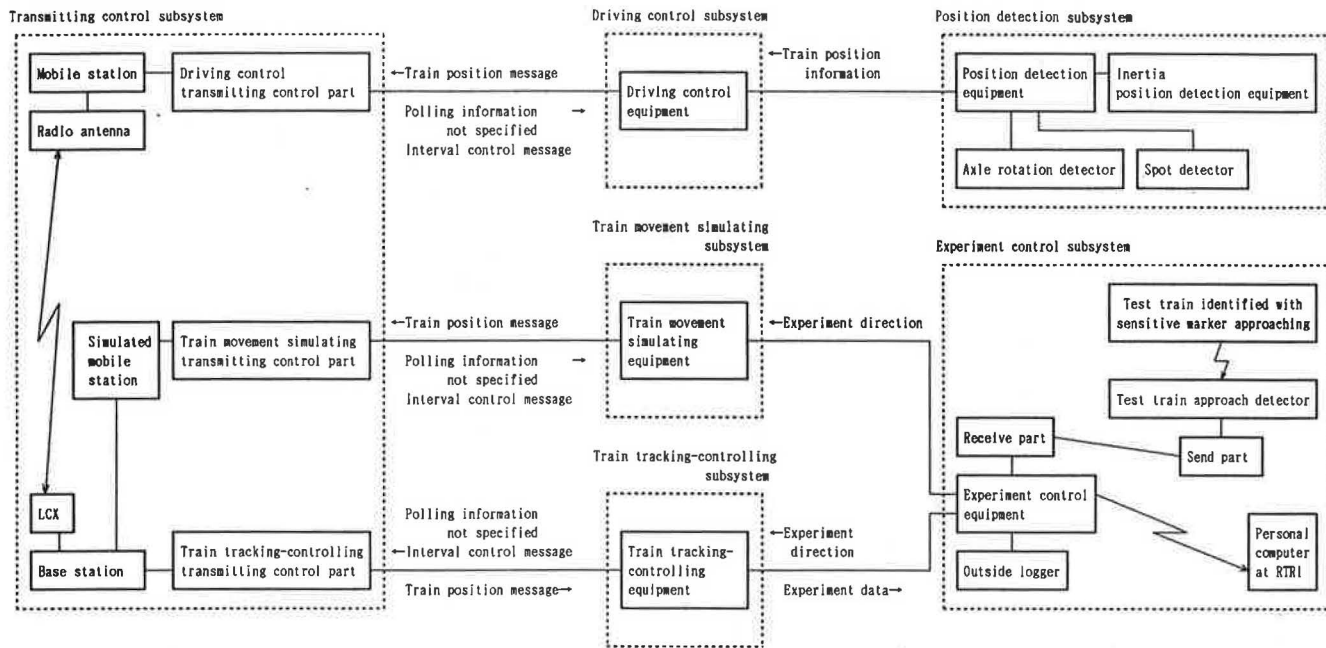 Transmitting control subsystem
Mobile station
Driving control
transmitting control part
Radio antenna
←Train position message
Polling information →
not specified
Interval control message
Driving control subsystem
Driving control
equipment
←Train position
information
Position detection subsystem
Position detection
equipment
Inertia
position detection equipment
Axle rotation detector
Spot detector
Simulated
mobile
station
Train movement simulating
transmitting control part
←Train position message
Polling information →
not specified
Interval control message
Train movement simulating
subsystem
Train movement
simulating
equipment
←Experiment direction
Experiment control subsystem
Test train identified with
sensitive marker approaching
Test train approach detector
Send part
Receive part
Experiment control
equipment
Outside logger
Personal
computer
at RTRI
LCX
Base station
Train tracking-controlling
transmitting control part
Polling information
not specified
←Interval control message
Train position message→
Train tracking-controlling
subsystem
Train tracking-
controlling
equipment
←Experiment
direction
Experiment data→